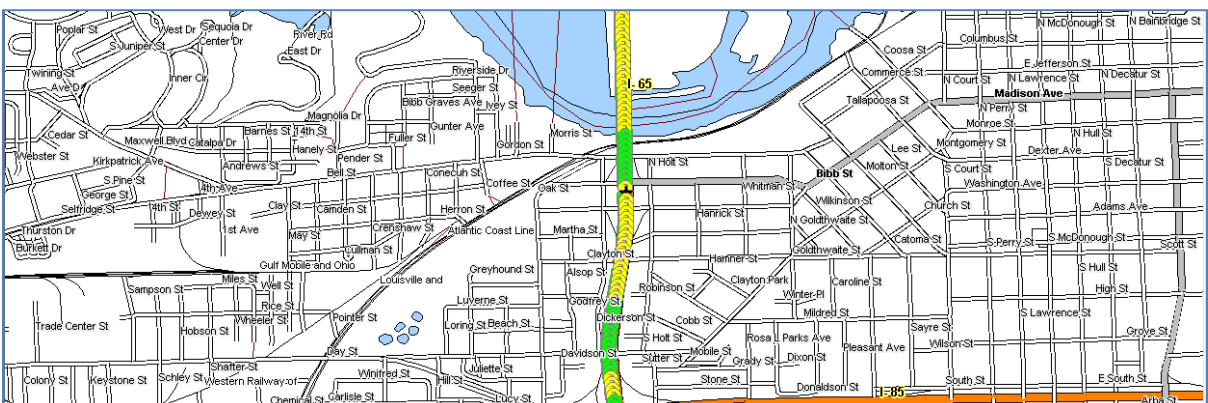 Poplar St
West Dr
Sequoia Dr
River Rd
N McDonough St
N Bainbridge St
S Juniper St
Center Dr
East Dr
Columbus St
Coosa St
Twining St
Ave D
Inner Cir
Riverside Dr
Seeger St
I- 65
Commerce St
E Jefferson St
N Court St
N Lawrence St
N Decatur St
Madison Ave
Magnolia Dr
Bibb Graves Ave
Ivey St
Tallapoosa St
N Perry St
Cedar St
Barnes St
14th St
Gunter Ave
Morris St
Monroe St
N Hull St
Maxwell Blvd
Catalpa Dr
Hanely St
Fuller St
Gordon St
Lee St
Montgomery St
Dexter Ave
Webster St
Kirkpatrick Ave
Andrews St
Pender St
Bell St
Conecuh St
N Holt St
Molton St
S Court St
S Decatur St
S Pine St
4th Ave
Coffee St
Oak St
Whitman St
Bibb St
Washington Ave
George St
Selfridge St
14th St
Dewey St
Clay St
Camden St
Herron St
Hanrick St
Wilkinson St
Church St
Adams Ave
Thurston Dr
1st Ave
May St
Crenshaw St
Atlantic Coast Line
Martha St
N Goldthwaite St
Catoma St
S Perry St
S McDonough St
Scott St
Burkett Dr
Cullman St
Clayton St
Goldthwaite St
Gulf Mobile and Ohio
Greyhound St
Alsop St
Hamner St
S Hull St
Miles St
Well St
Louisville and
Robinson St
Clayton Park
Caroline St
High St
Sampson St
Rice St
Luverne St
Godfrey St
Winter Pl
Mildred St
S Lawrence St
Trade Center St
Hobson St
Wheeler St
Pointer St
Loring St
Beach St
Dickerson St
Cobb St
Sayre St
Grove St
S Holt St
Rosa L Parks Ave
Pleasant Ave
Wilson St
Day St
Davidson St
Sutter St
Mobile St
Grady St
Dixon St
Shafter St
Juliette St
Colony St
Keystone St
Schley St
Western Railway of
Winifred St
Hill St
Stone St
Donaldson St
South St
E South St
Chemical St
Carlisle St
Lucy St
I-85
Arba St